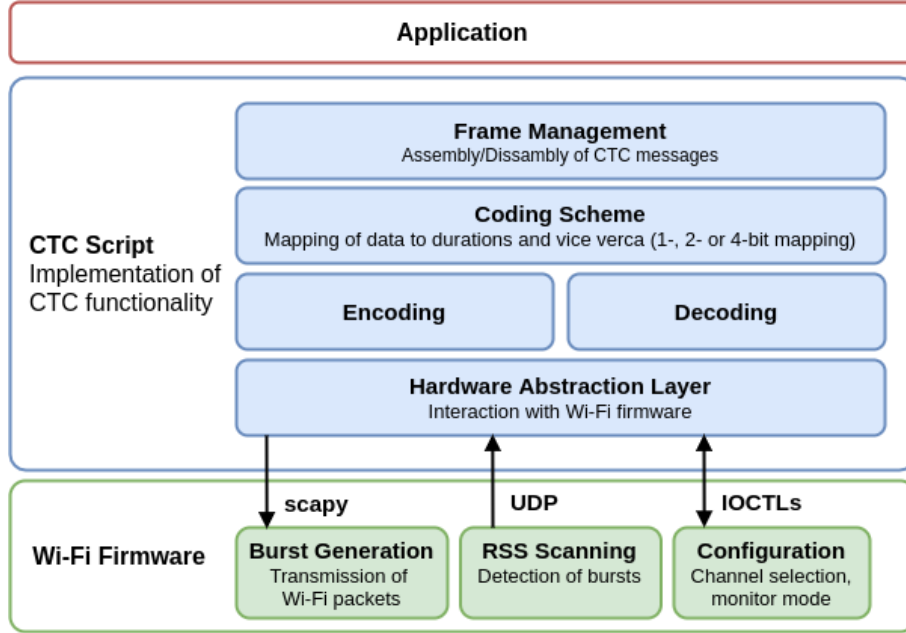 Application
Frame Management
Assembly/Dissambly of CTC messages
Coding Scheme
Mapping of data to durations and vice verca (1-, 2- or 4-bit mapping)
CTC Script
Implementation of
CTC functionality
Encoding
Decoding
Hardware Abstraction Layer
Interaction with Wi-Fi firmware
scapy
UDP
IOCTLs
Wi-Fi Firmware
Burst Generation
Transmission of
Wi-Fi packets
RSS Scanning
Detection of bursts
Configuration
Channel selection,
monitor mode